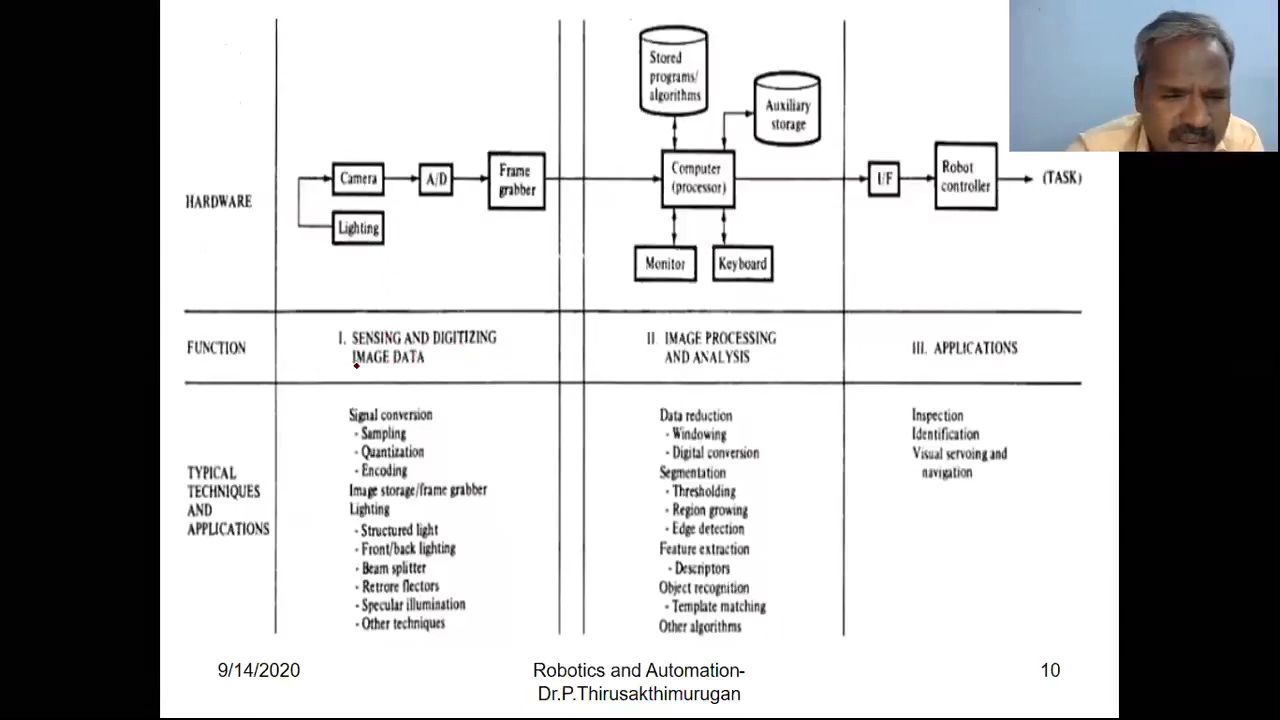 Stored
programs/
algorithms
Auxiliary
storage
Camera
A/D
Frame
grabber
Computer
(processor)
I/F
Robot
controller
(TASK)
HARDWARE
Lighting
Monitor
Keyboard
FUNCTION
I. SENSING AND DIGITIZING
IMAGE DATA
II IMAGE PROCESSING
AND ANALYSIS
III. APPLICATIONS
TYPICAL
TECHNIQUES
AND
APPLICATIONS
Signal conversion
- Sampling
- Quantization
- Encoding
Image storage/frame grabber
Lighting
- Structured light
- Front/back lighting
- Beam splitter
- Retrore flectors
- Specular illumination
- Other techniques
Data reduction
- Windowing
- Digital conversion
Segmentation
- Thresholding
- Region growing
- Edge detection
Feature extraction
- Descriptors
Object recognition
- Template matching
Other algorithms
Inspection
Identification
Visual servoing and
navigation
9/14/2020
Robotics and Automation-
Dr.P.Thirusakthimurugan
10